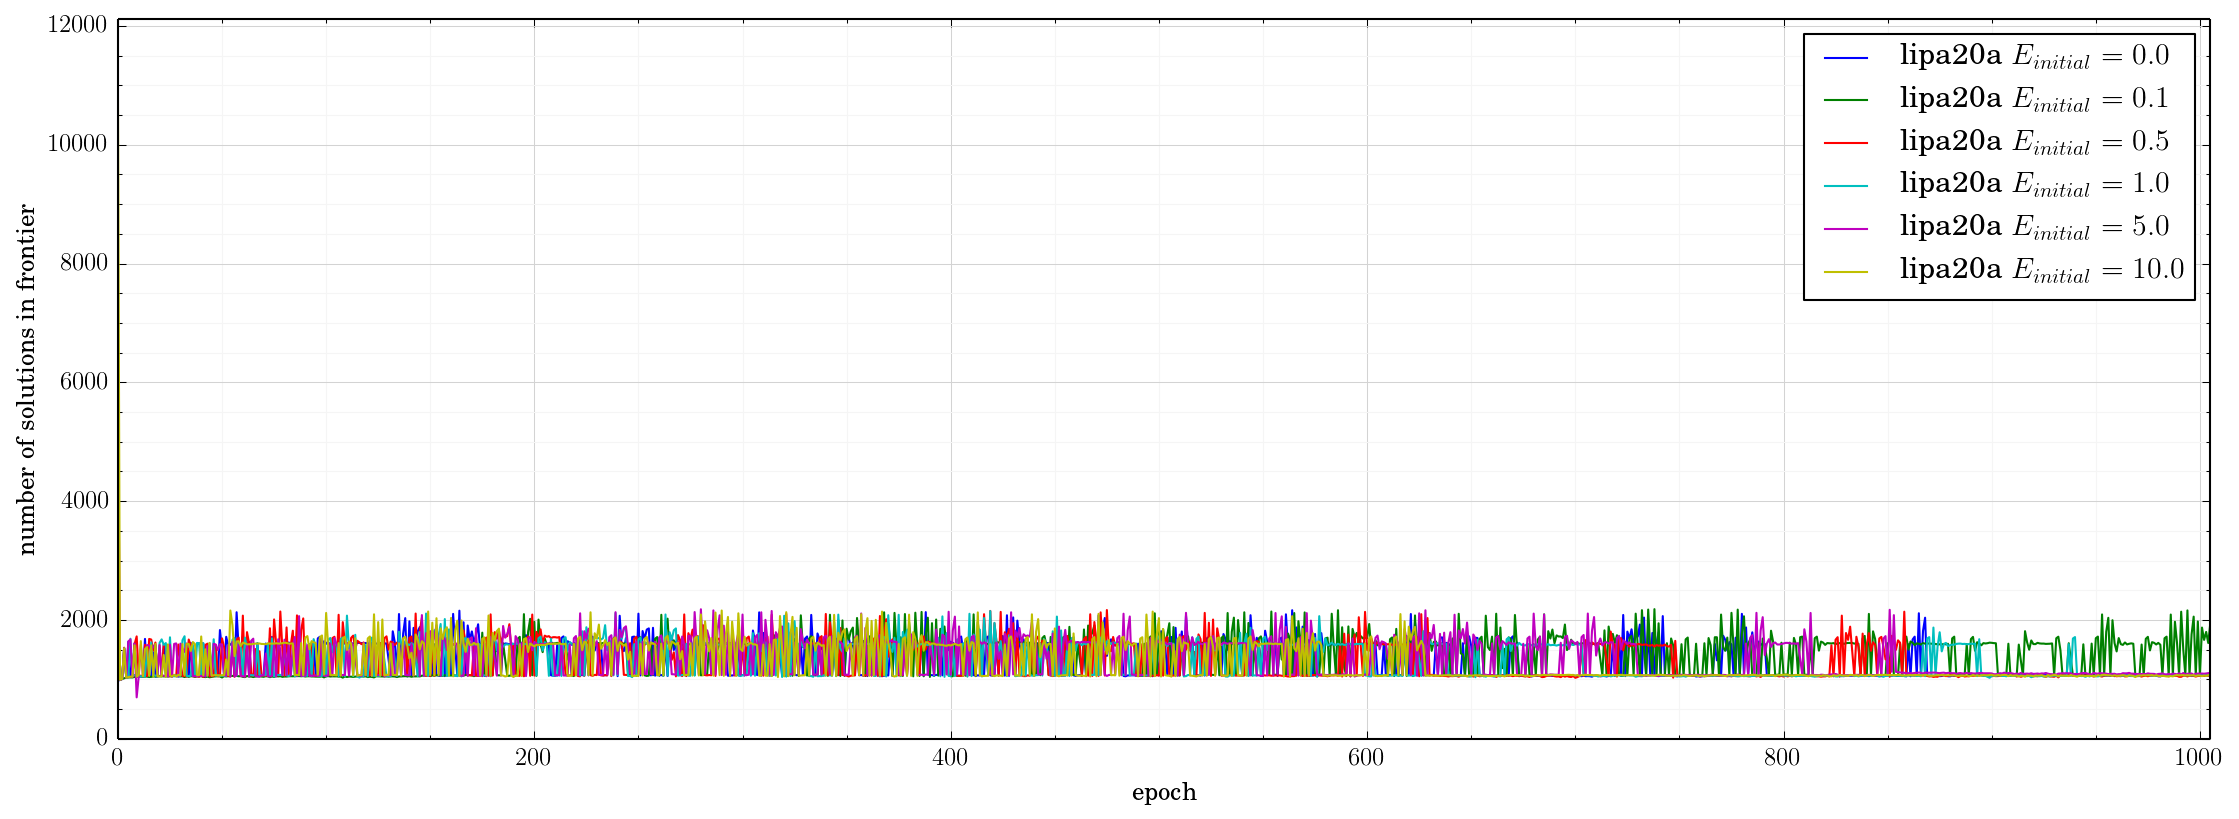 12000
10000
8000
6000
4000
2000
0
number of solutions in frontier
0 200 400 600 800 1000
epoch
lipa20a E_initial = 0.0
lipa20a E_initial = 0.1
lipa20a E_initial = 0.5
lipa20a E_initial = 1.0
lipa20a E_initial = 5.0
lipa20a E_initial = 10.0